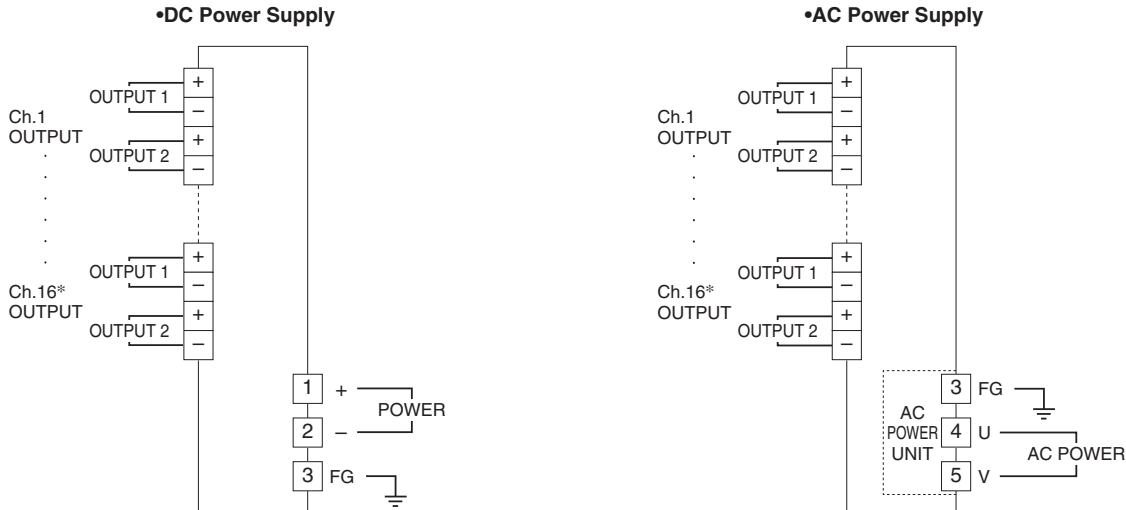 •DC Power Supply
Ch.1
OUTPUT
OUTPUT 1
+
–
OUTPUT 2
+
–
Ch.16*
OUTPUT
OUTPUT 1
+
–
OUTPUT 2
+
–
1 +
POWER
2 –
3 FG
•AC Power Supply
Ch.1
OUTPUT
OUTPUT 1
+
–
OUTPUT 2
+
–
Ch.16*
OUTPUT
OUTPUT 1
+
–
OUTPUT 2
+
–
AC
POWER
UNIT
3 FG
4 U
AC POWER
5 V